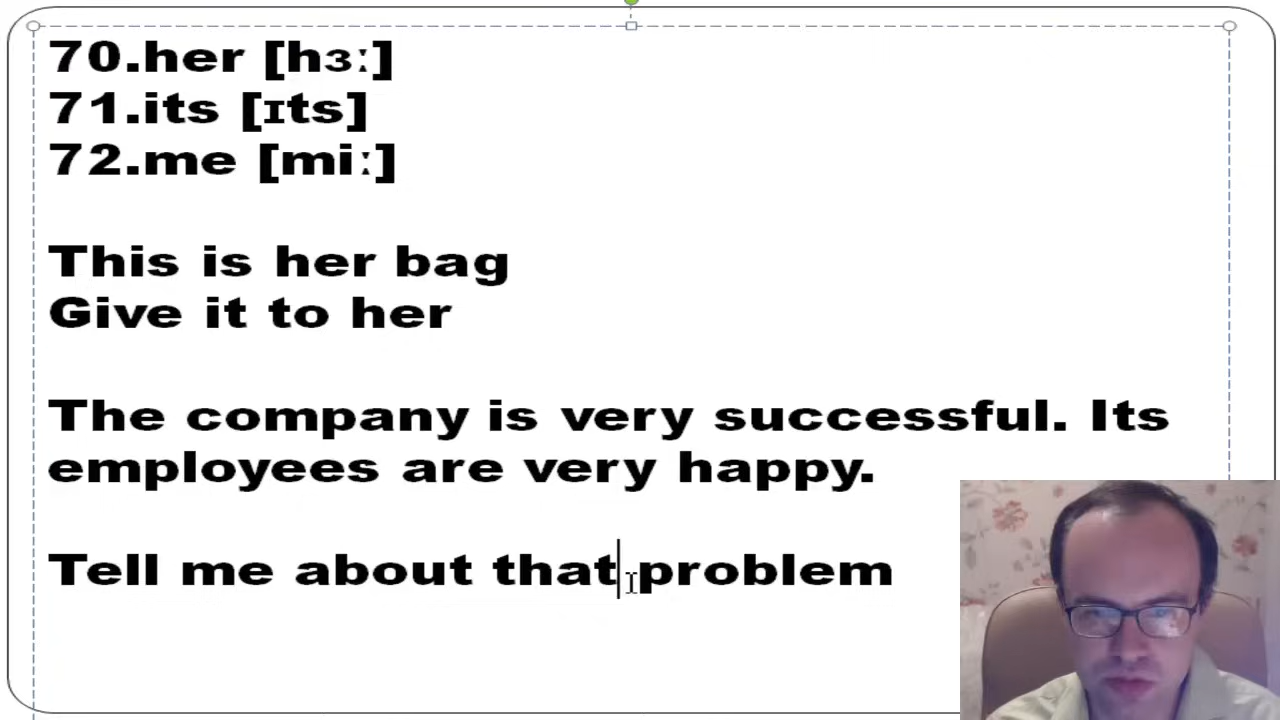 70.her [hɜː]
71.its [ɪts]
72.me [miː]
This is her bag
Give it to her
The company is very successful. Its
employees are very happy.
Tell me about that problem